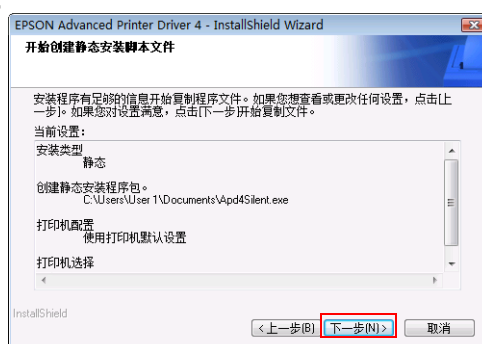 EPSON Advanced Printer Driver 4 - InstallShield Wizard
开始创建静态安装脚本文件
安装程序有足够的信息开始复制程序文件。如果您想查看或更改任何设置，点击[上
一步]。如果您对设置满意，点击[下一步]开始复制文件。
当前设置：
安装类型
静态
创建静态安装程序包。
C:\Users\User 1\Documents\Apd4Silent.exe
打印机配置
使用打印机默认设置
打印机选择
InstallShield
<上一步(B) 下一步(N)> 取消